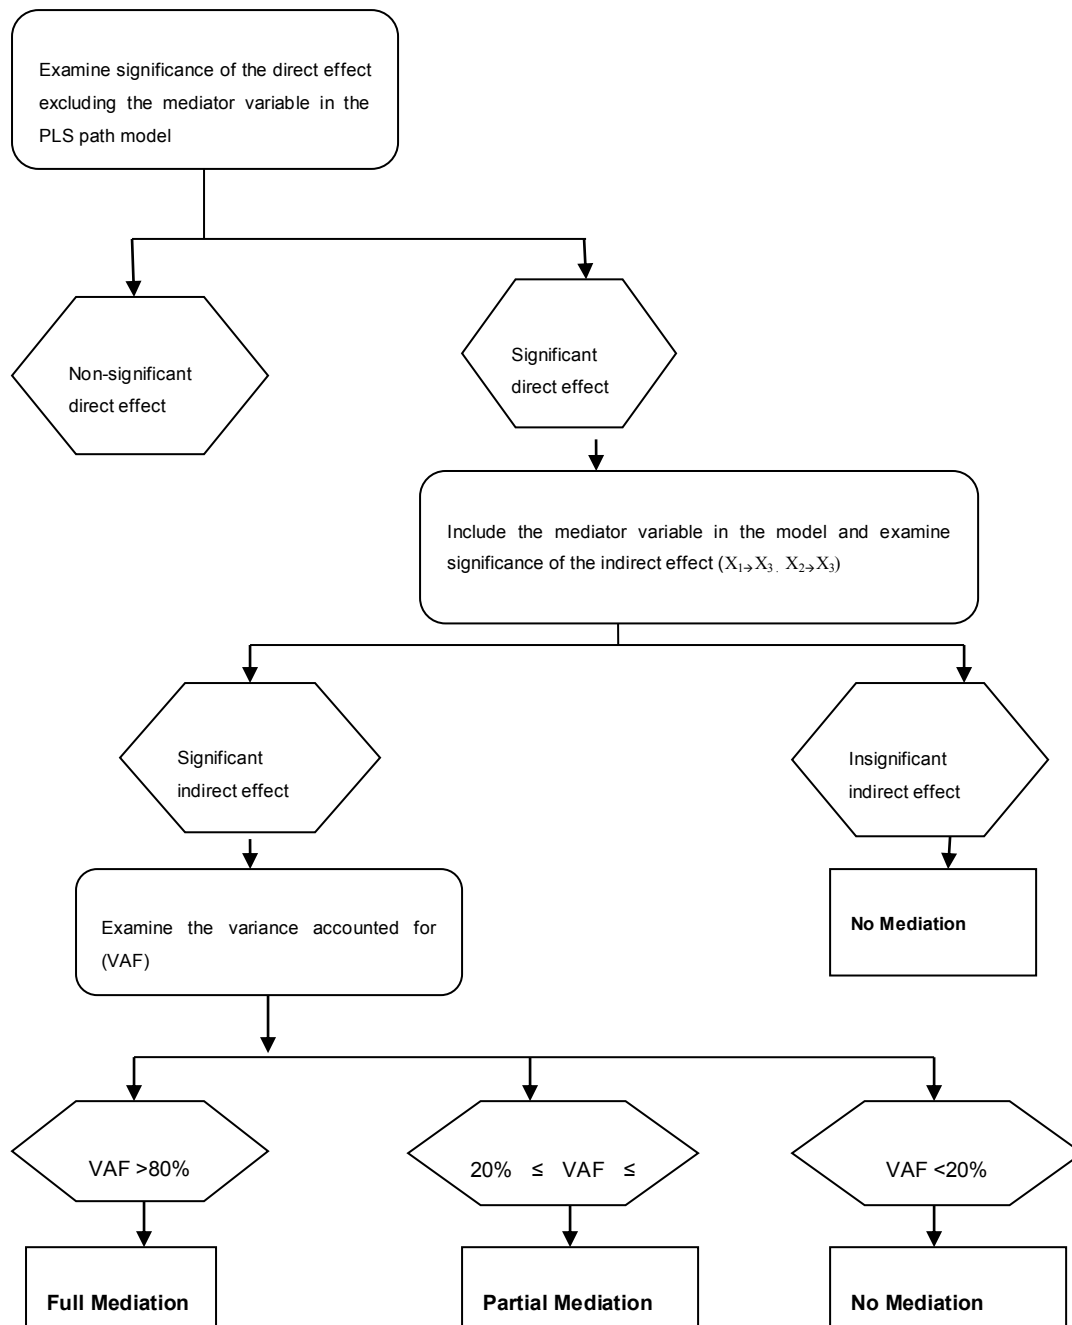 Examine significance of the direct effect
excluding the mediator variable in the
PLS path model
Non-significant
direct effect
Significant
direct effect
Include the mediator variable in the model and examine
significance of the indirect effect (X₁→X₃ . X₂→X₃)
Significant
indirect effect
Insignificant
indirect effect
Examine the variance accounted for
(VAF)
No Mediation
VAF >80%
20% ≤ VAF ≤
VAF <20%
Full Mediation
Partial Mediation
No Mediation